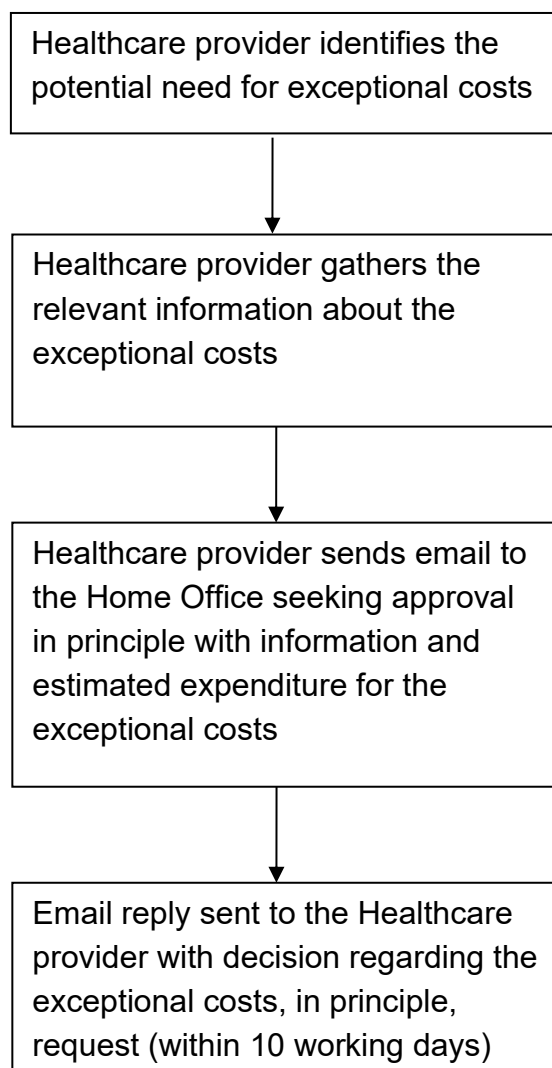 Healthcare provider identifies the
potential need for exceptional costs
Healthcare provider gathers the
relevant information about the
exceptional costs
Healthcare provider sends email to
the Home Office seeking approval
in principle with information and
estimated expenditure for the
exceptional costs
Email reply sent to the Healthcare
provider with decision regarding the
exceptional costs, in principle,
request (within 10 working days)